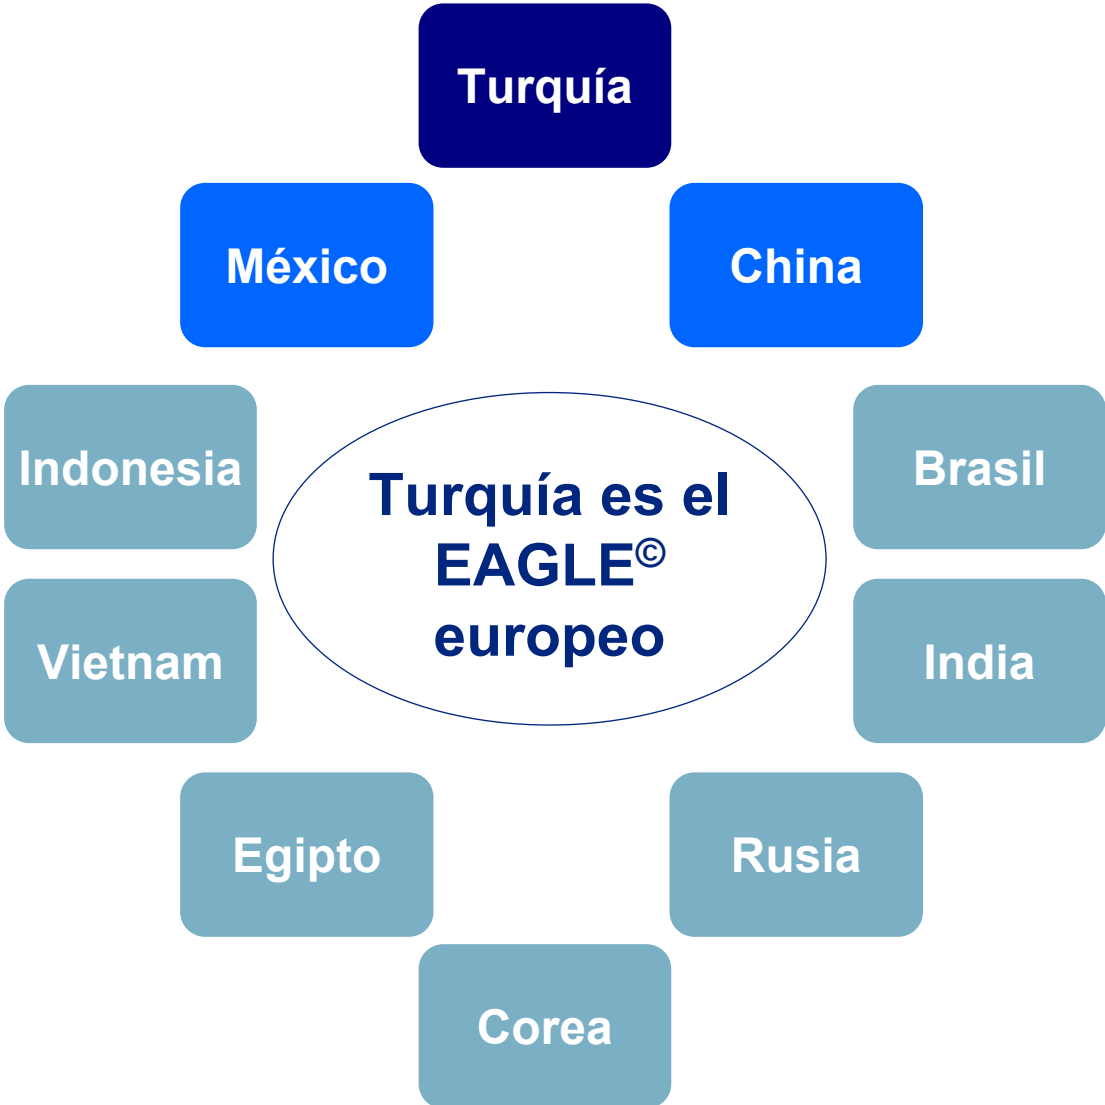 Turquía
México
China
Indonesia
Brasil
Turquía es el
EAGLE©
europeo
Vietnam
India
Egipto
Rusia
Corea